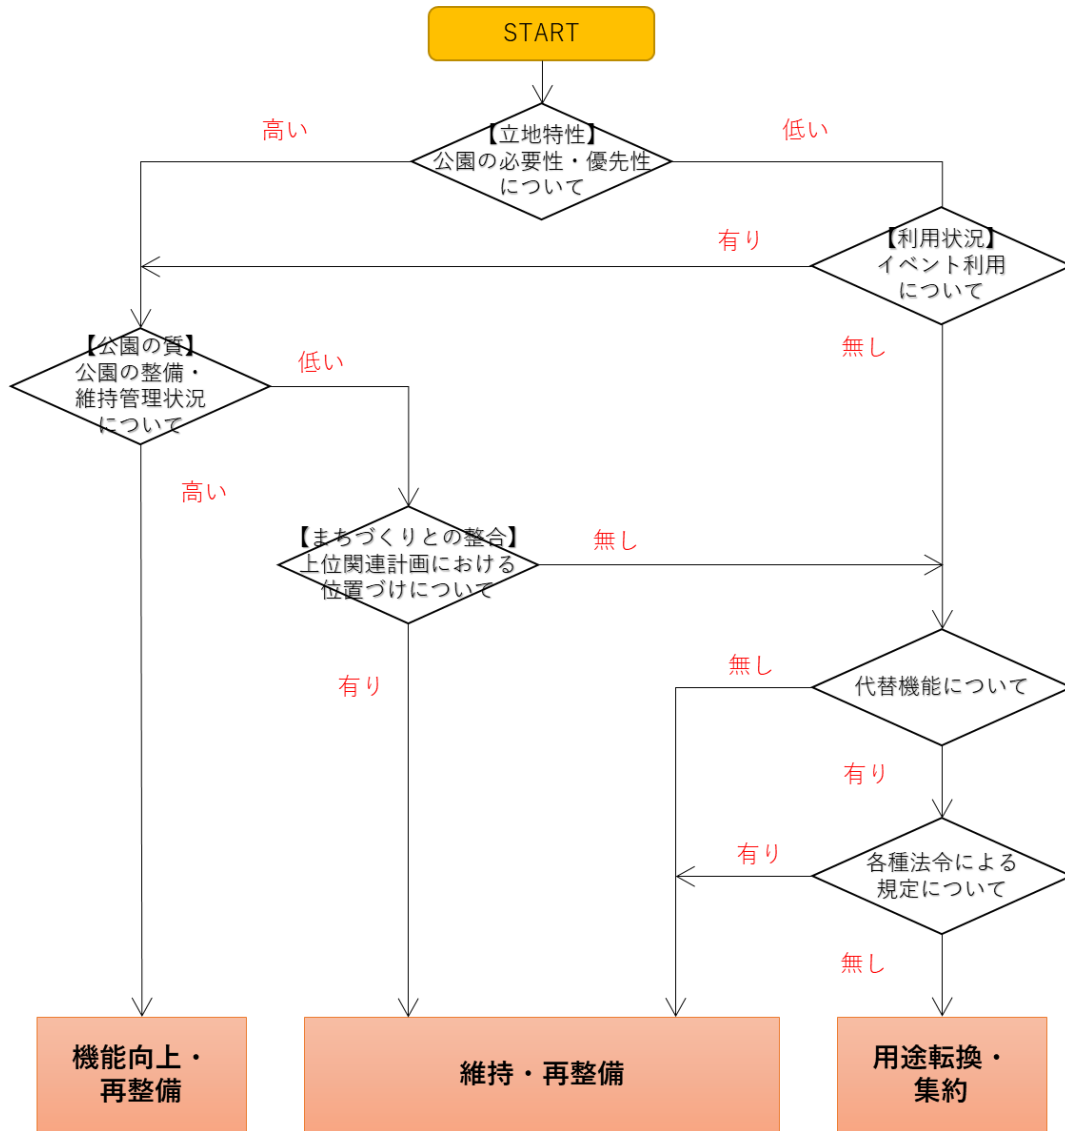 START
高い
【立地特性】
公園の必要性・優先性
について
低い
有り
【利用状況】
イベント利用
について
【公園の質】
公園の整備・
維持管理状況
について
低い
無し
高い
【まちづくりとの整合】
上位関連計画における
位置づけについて
無し
有り
無し
代替機能について
有り
有り
各種法令による
規定について
無し
機能向上・
再整備
維持・再整備
用途転換・
集約